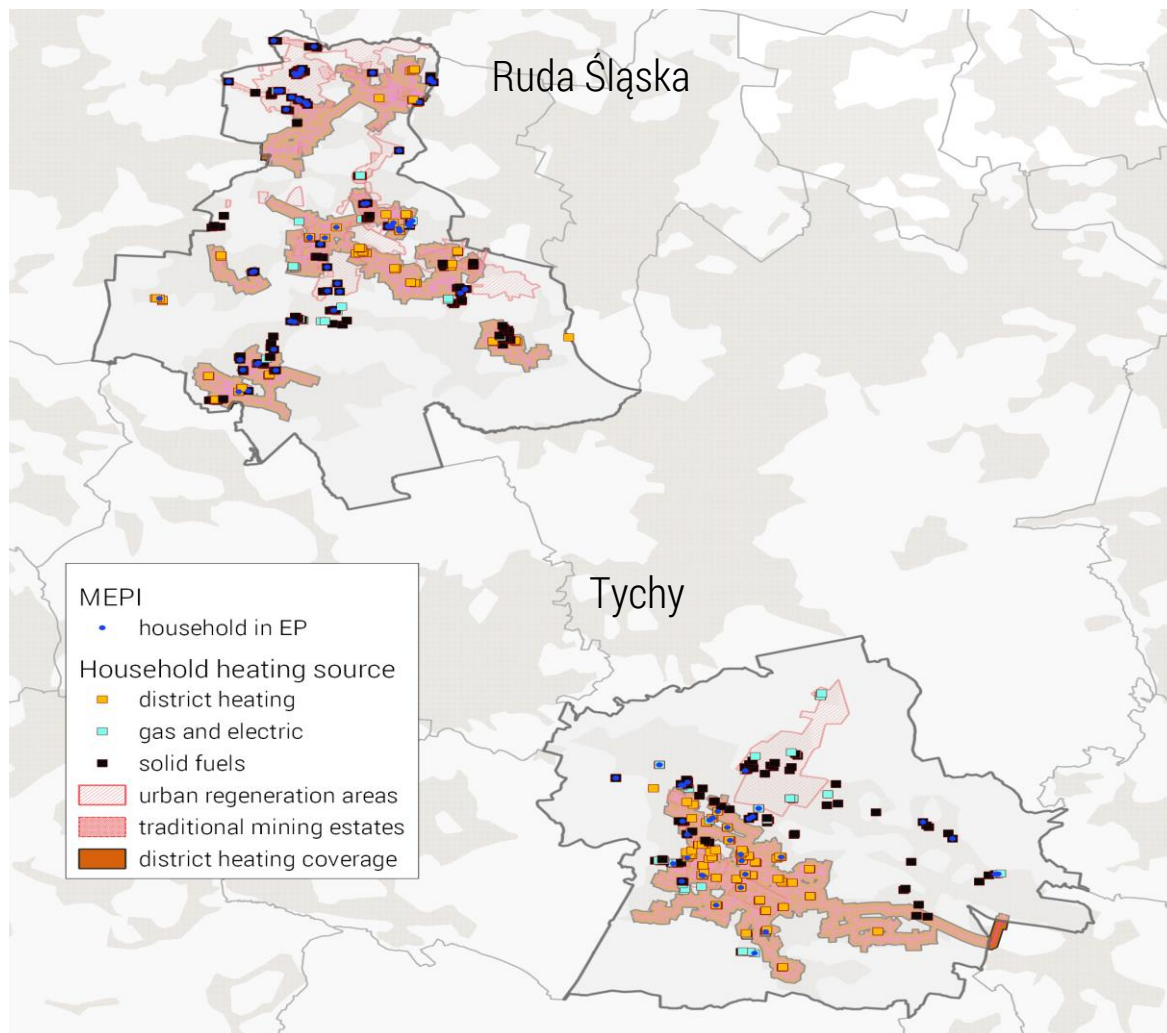 Ruda Śląska
Tychy
MEPI
household in EP
Household heating source
district heating
gas and electric
solid fuels
urban regeneration areas
traditional mining estates
district heating coverage